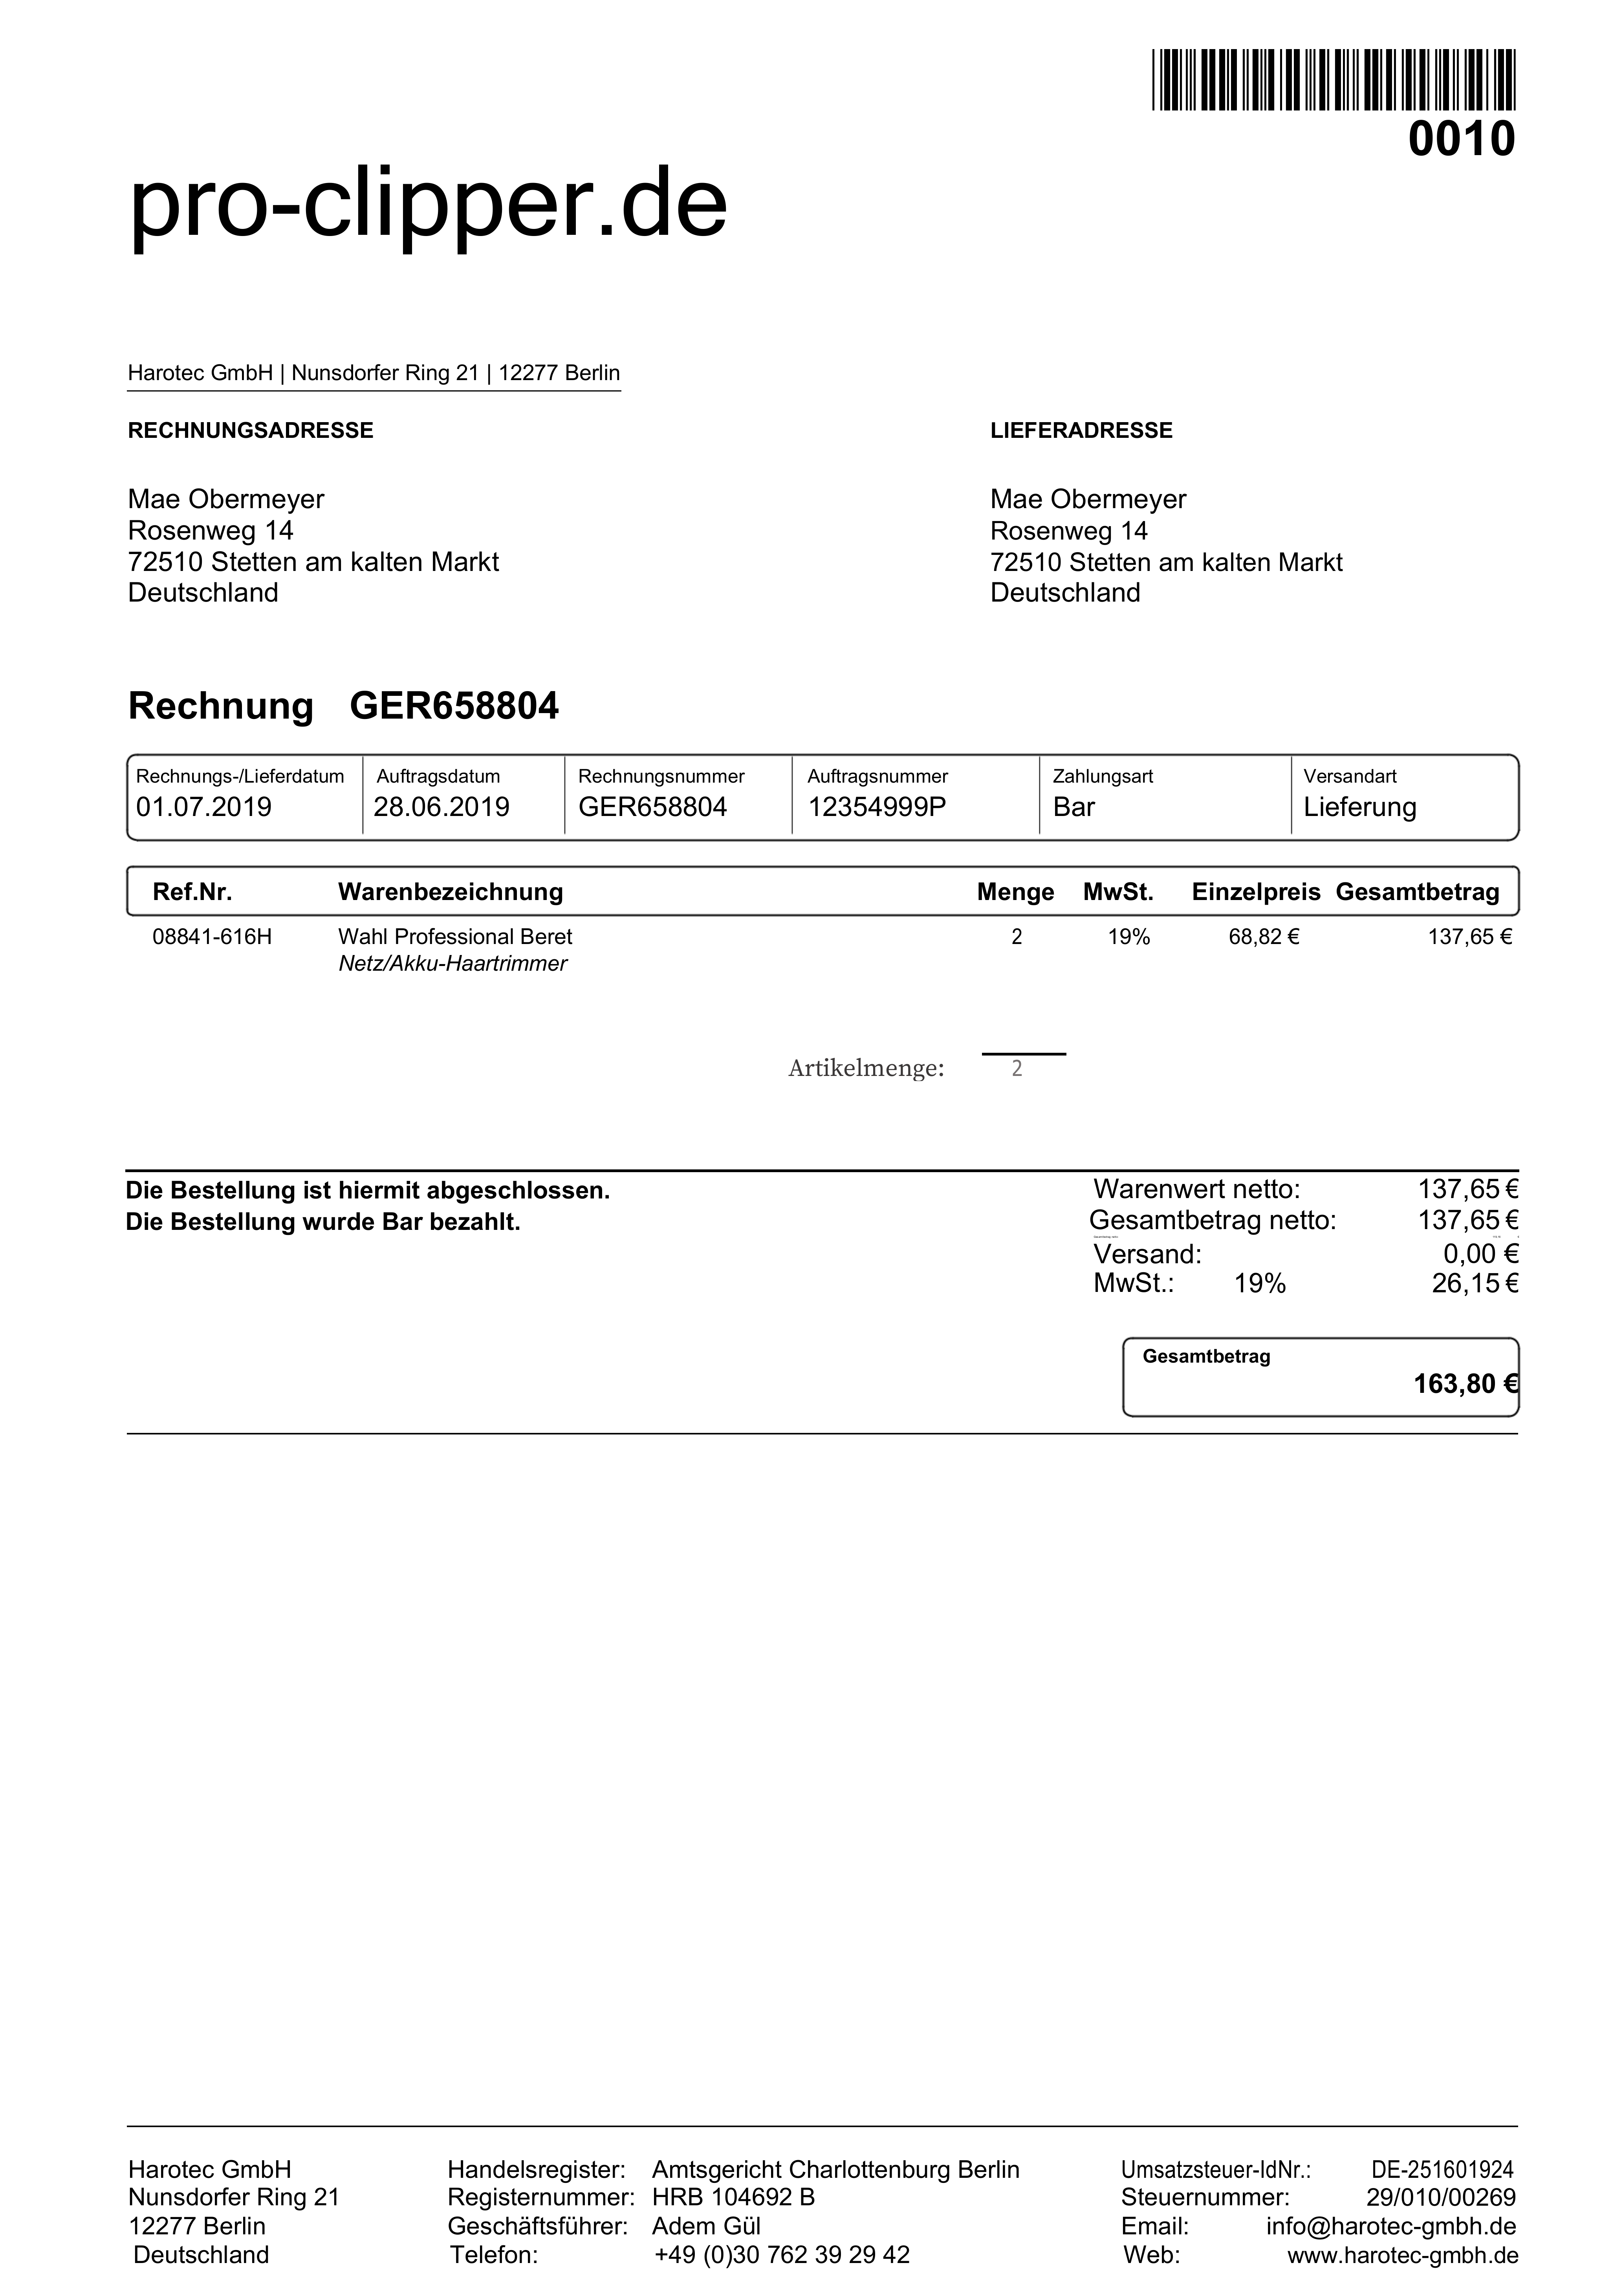 0010
pro-clipper.de
Harotec GmbH | Nunsdorfer Ring 21 | 12277 Berlin
RECHNUNGSADRESSE
Mae Obermeyer
Rosenweg 14
72510 Stetten am kalten Markt
Deutschland
LIEFERADRESSE
Mae Obermeyer
Rosenweg 14
72510 Stetten am kalten Markt
Deutschland
Rechnung GER658804
Rechnungs-/Lieferdatum Auftragsdatum Rechnungsnummer Auftragsnummer Zahlungsart Versandart
01.07.2019 28.06.2019 GER658804 12354999P Bar Lieferung
Ref.Nr. Warenbezeichnung Menge MwSt. Einzelpreis Gesamtbetrag
08841-616H Wahl Professional Beret 2 19% 68,82 € 137,65 €
Netz/Akku-Haartrimmer
Artikelmenge: 2
Die Bestellung ist hiermit abgeschlossen.
Die Bestellung wurde Bar bezahlt.
Warenwert netto: 137,65 €
Gesamtbetrag netto: 137,65 €
Versand: 0,00 €
MwSt.: 19% 26,15 €
Gesamtbetrag
163,80 €
Harotec GmbH
Nunsdorfer Ring 21
12277 Berlin
Deutschland
Handelsregister: Amtsgericht Charlottenburg Berlin
Registernummer: HRB 104692 B
Geschäftsführer: Adem Gül
Telefon: +49 (0)30 762 39 29 42
Umsatzsteuer-IdNr.: DE-251601924
Steuernummer: 29/010/00269
Email: info@harotec-gmbh.de
Web: www.harotec-gmbh.de